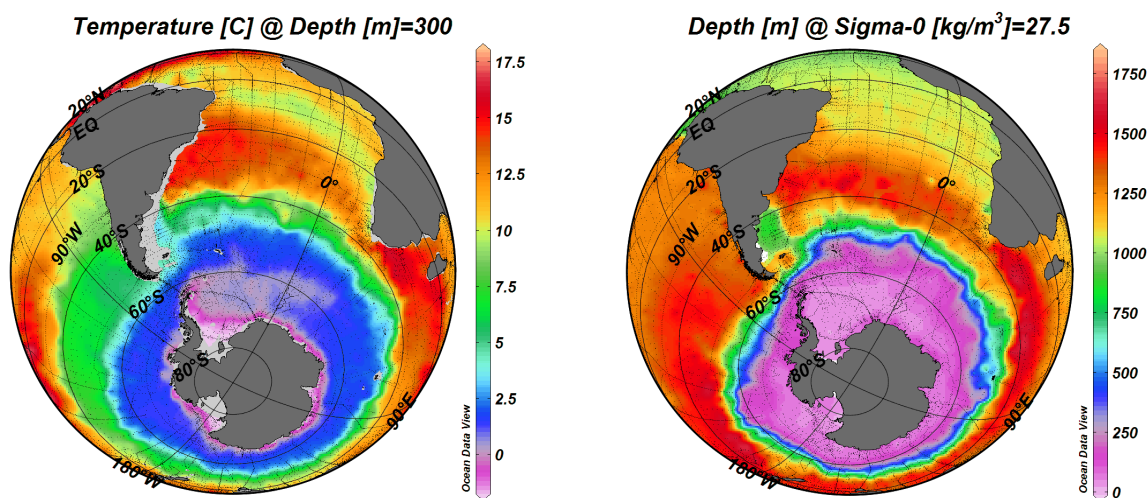 Temperature [C] @ Depth [m]=300
20°N
EQ
20°S
0°
40°S
90°W
60°S
80°S
90°E
180°W
17.5
15
12.5
10
7.5
5
2.5
0
Ocean Data View
Depth [m] @ Sigma-0 [kg/m³]=27.5
20°N
EQ
20°S
0°
40°S
90°W
60°S
80°S
90°E
180°W
1750
1500
1250
1000
750
500
250
0
Ocean Data View